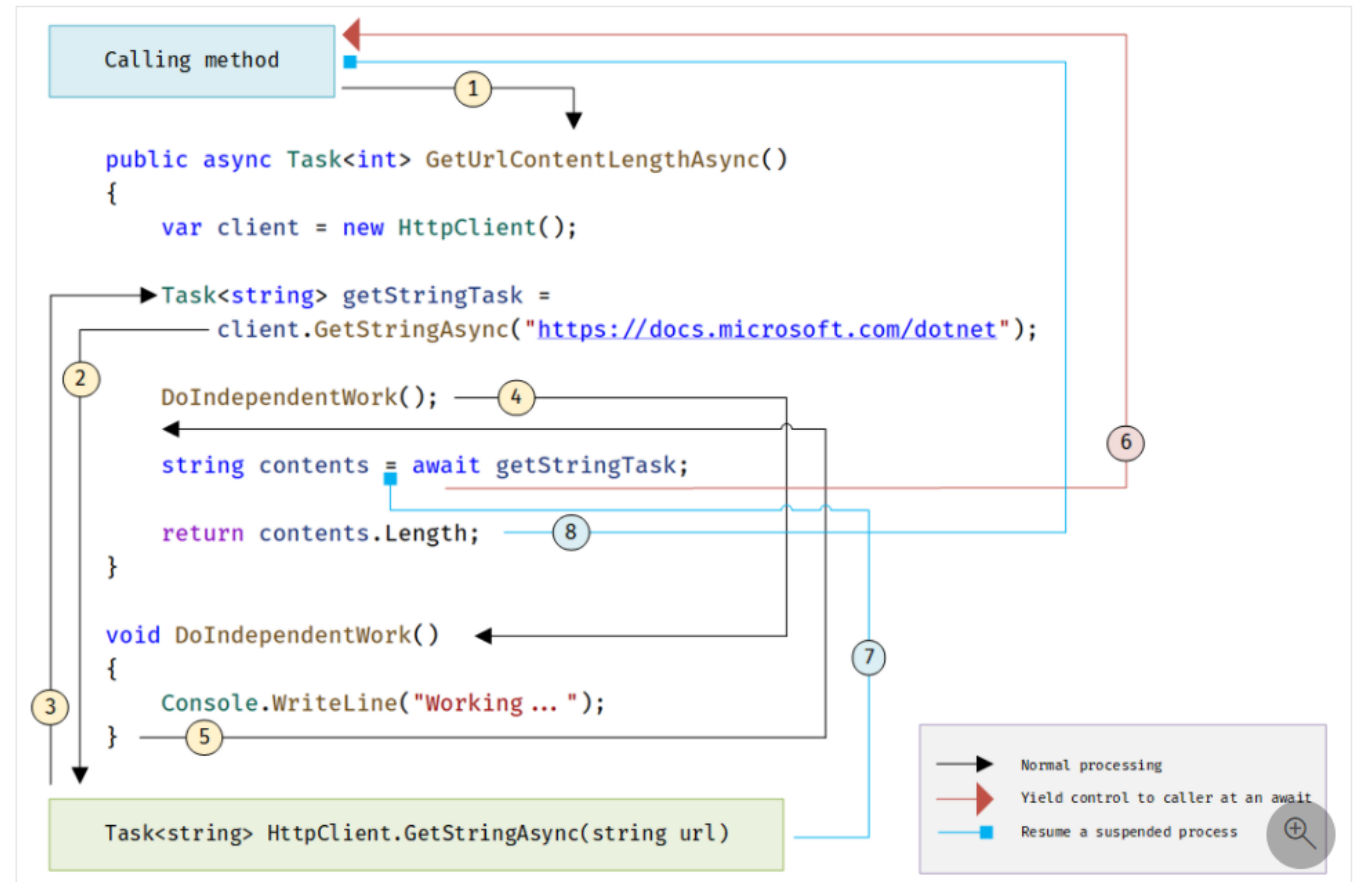 Calling method
1
public async Task<int> GetUrlContentLengthAsync()
{
var client = new HttpClient();
Task<string> getStringTask =
client.GetStringAsync("https://docs.microsoft.com/dotnet");
2
DoIndependentWork();
4
6
string contents = await getStringTask;
return contents.Length;
8
}
void DoIndependentWork()
7
{
3
Console.WriteLine("Working ... ");
}
5
Normal processing
Yield control to caller at an await
Resume a suspended process
Task<string> HttpClient.GetStringAsync(string url)